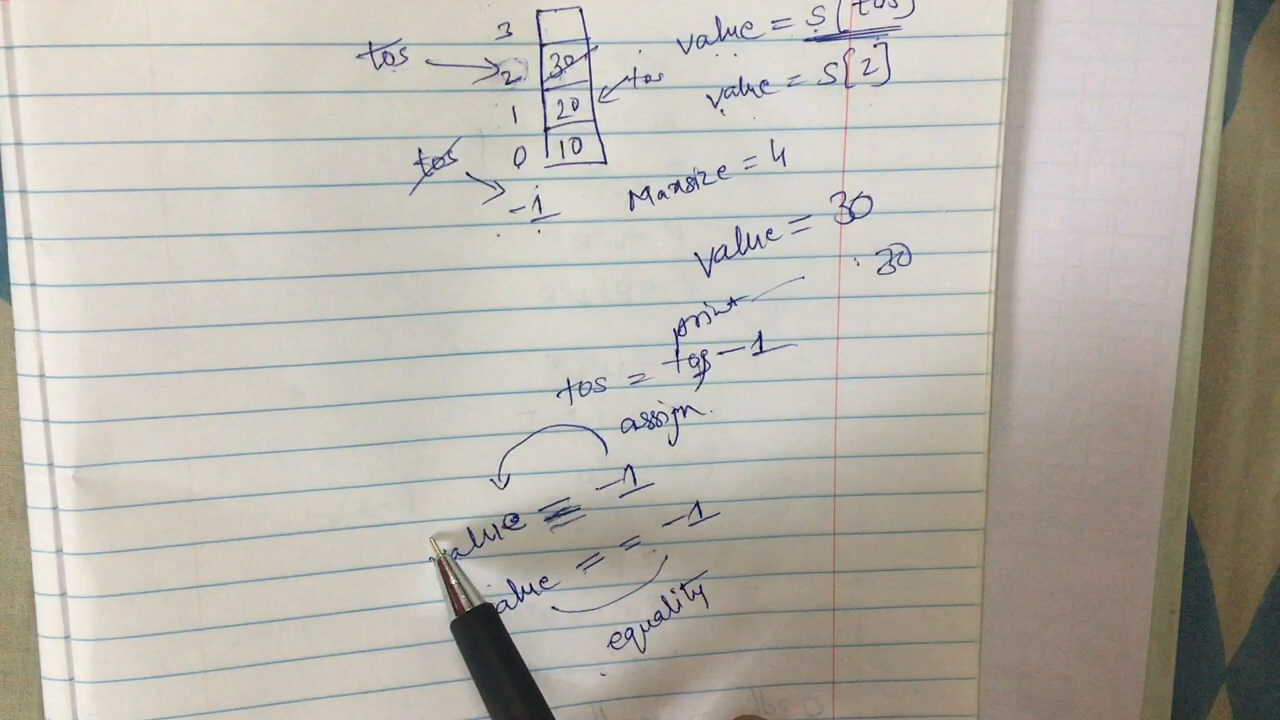 value = S[tos]
3
tos → 2 30 ← tos
value = S[2]
1 20
0 10
tos → -1
Maxsize = 4
value = 30
: 30
print
tos = tos - 1
assign.
value = -1
value == -1
equality